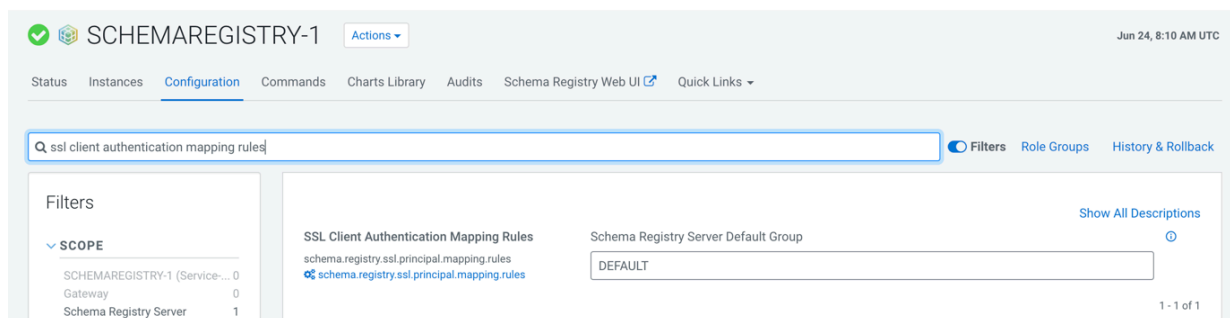 SCHEMAREGISTRY-1 Actions Jun 24, 8:10 AM UTC
Status Instances Configuration Commands Charts Library Audits Schema Registry Web UI Quick Links
ssl client authentication mapping rules Filters Role Groups History & Rollback
Filters
Show All Descriptions
SCOPE
SSL Client Authentication Mapping Rules Schema Registry Server Default Group
schema.registry.ssl.principal.mapping.rules
DEFAULT
schema.registry.ssl.principal.mapping.rules
SCHEMAREGISTRY-1 (Service-... 0
Gateway 0
Schema Registry Server 1
1 - 1 of 1